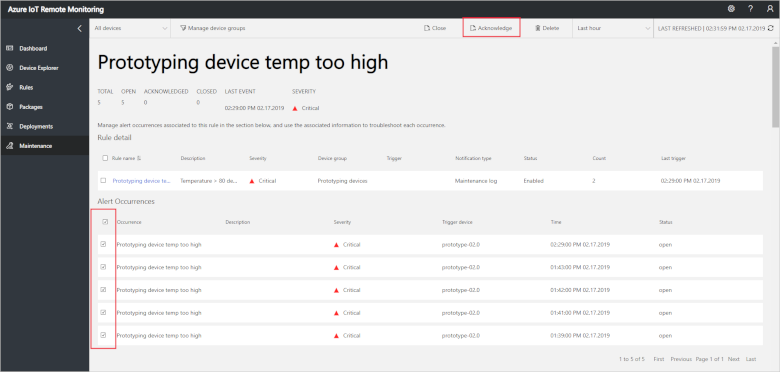 Azure IoT Remote Monitoring
All devices Manage device groups Close Acknowledge Delete Last hour LAST REFRESHED | 02:31:59 PM 02.17.2019
Dashboard
Device Explorer
Rules
Packages
Deployments
Maintenance
Prototyping device temp too high
TOTAL OPEN ACKNOWLEDGED CLOSED LAST EVENT SEVERITY
5 5 0 0 02:29:00 PM 02.17.2019 Critical
Manage alert occurrences associated to this rule in the section below, and use the associated information to troubleshoot each occurrence.
Rule detail
Rule name Description Severity Device group Trigger Notification type Status Count Last trigger
Prototyping device te... Temperature > 80 de... Critical Prototyping devices Maintenance log Enabled 2 02:29:00 PM 02.17.2019
Alert Occurrences
Occurrence Description Severity Trigger device Time Status
Prototyping device temp too high Critical prototype-02.0 02:29:00 PM 02.17.2019 open
Prototyping device temp too high Critical prototype-02.0 01:43:00 PM 02.17.2019 open
Prototyping device temp too high Critical prototype-02.0 01:42:00 PM 02.17.2019 open
Prototyping device temp too high Critical prototype-02.0 01:41:00 PM 02.17.2019 open
Prototyping device temp too high Critical prototype-02.0 01:39:00 PM 02.17.2019 open
1 to 5 of 5 First Previous Page 1 of 1 Next Last